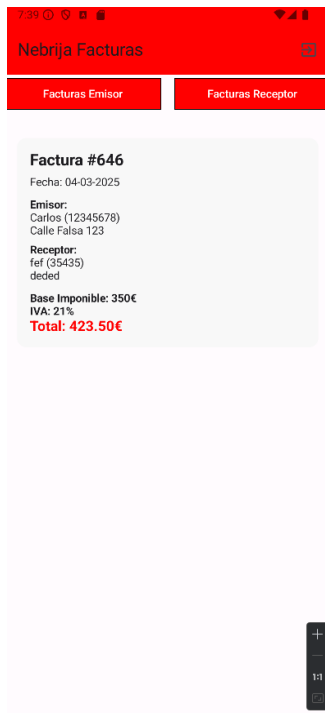 7:39
Nebrija Facturas
Facturas Emisor
Facturas Receptor
Factura #646
Fecha: 04-03-2025
Emisor:
Carlos (12345678)
Calle Falsa 123
Receptor:
fef (35435)
deded
Base Imponible: 350€
IVA: 21%
Total: 423.50€
1:1